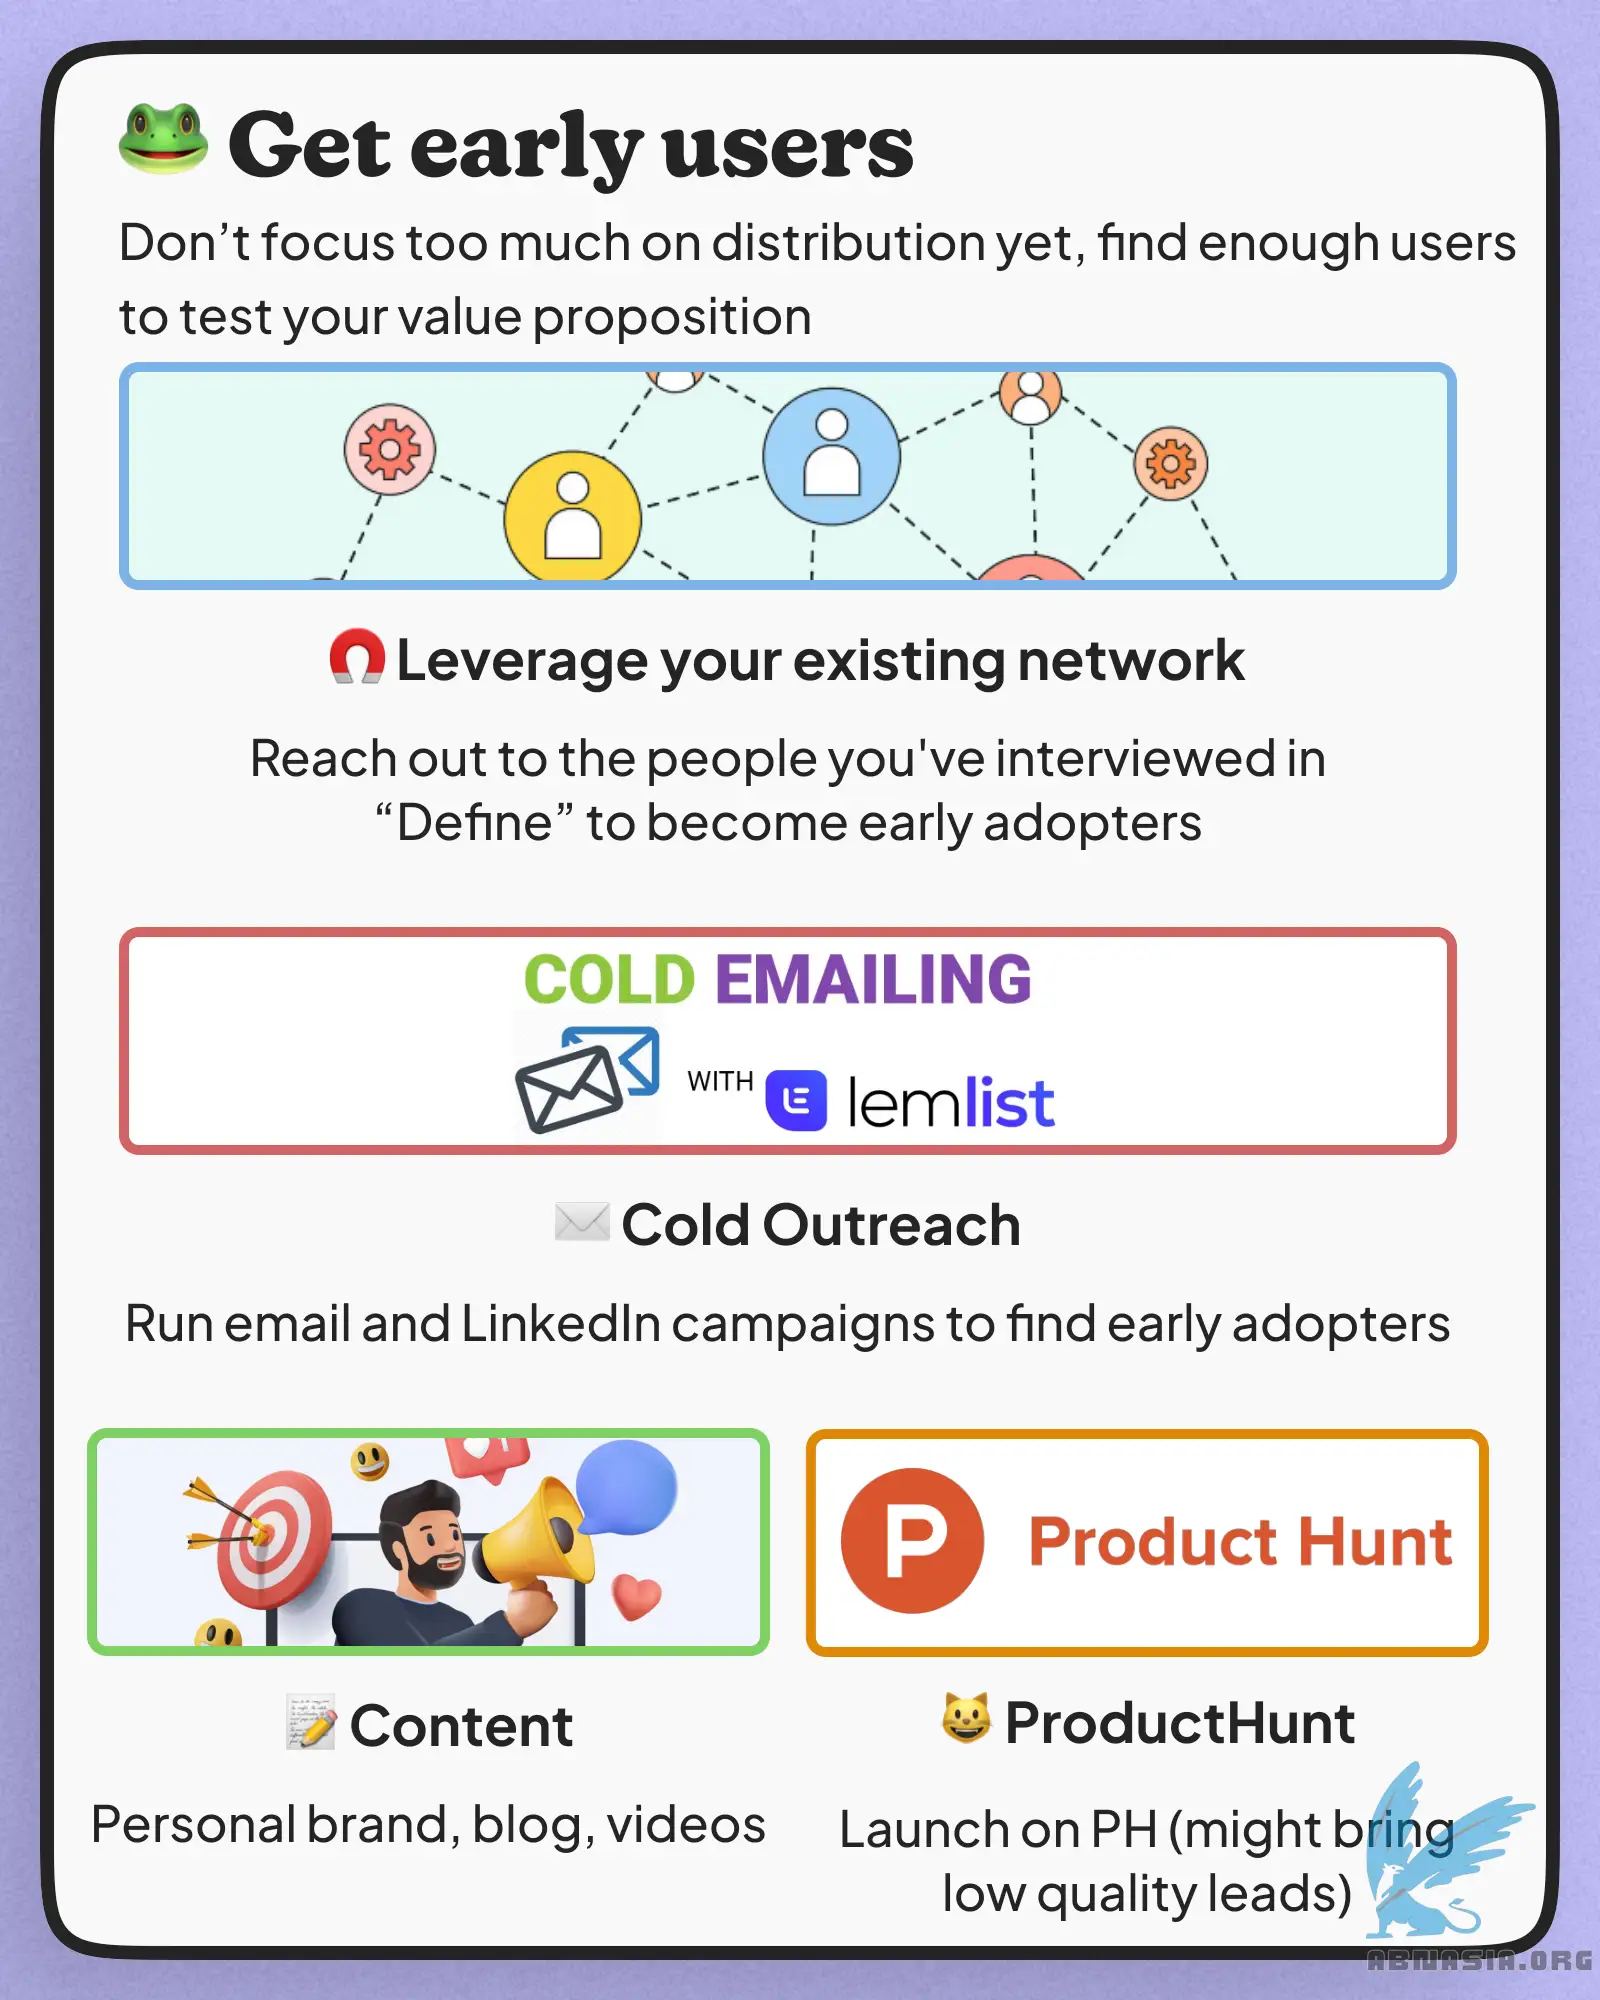 Get early users
Don’t focus too much on distribution yet, find enough users
to test your value proposition
Leverage your existing network
Reach out to the people you've interviewed in
“Define” to become early adopters
COLD EMAILING
WITH lemlist
Cold Outreach
Run email and LinkedIn campaigns to find early adopters
P Product Hunt
Content
Personal brand, blog, videos
ProductHunt
Launch on PH (might bring
low quality leads)
ABMASIA.ORG